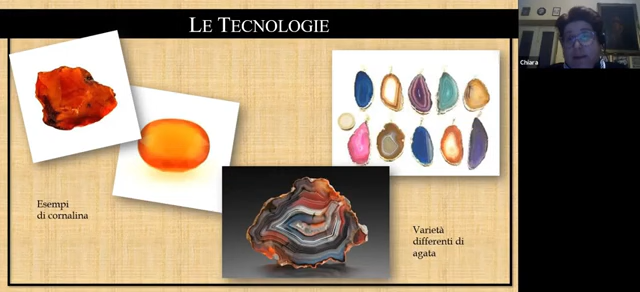 LE TECNOLOGIE
Chiara
Esempi
di cornalina
Varietà
differenti di
agata